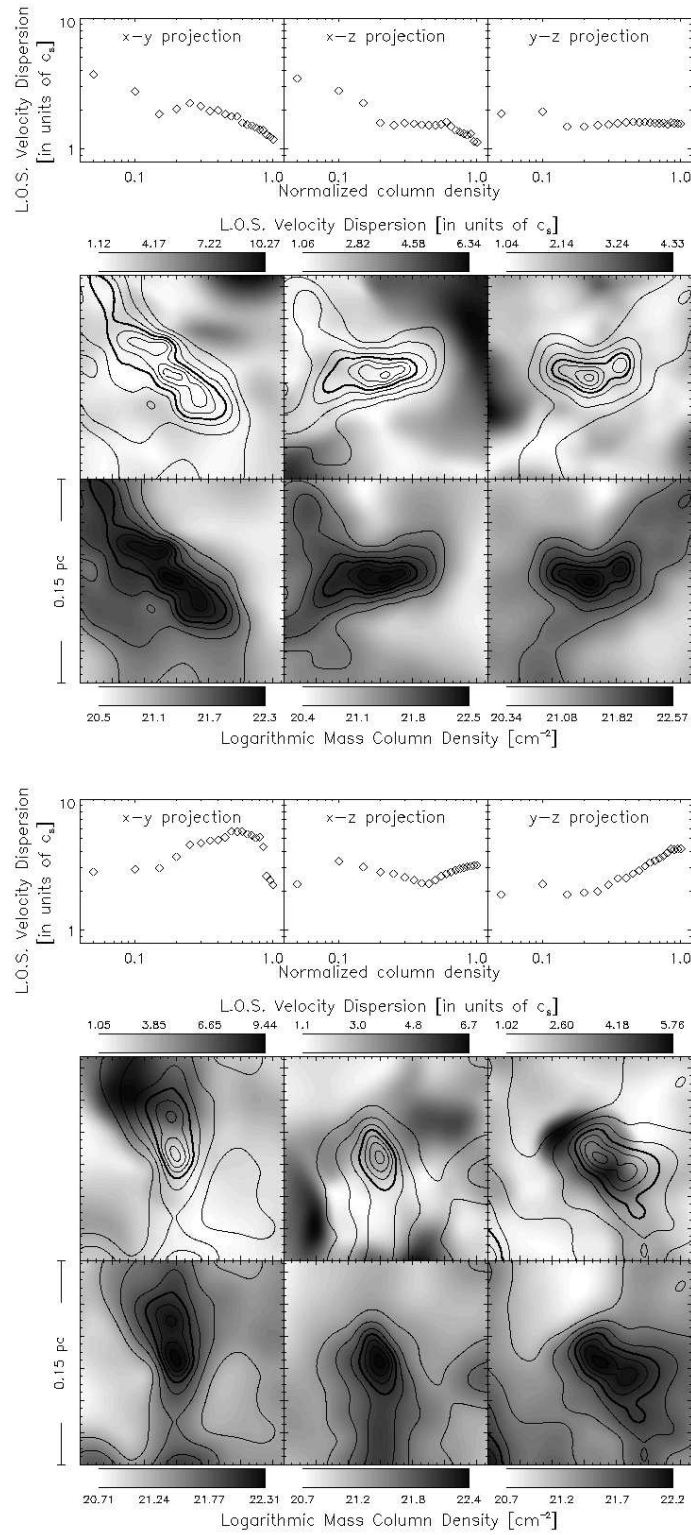 10
x-y projection x-z projection y-z projection
L.O.S. Velocity Dispersion
[in units of c_s]
1
0.1 1.0 0.1 1.0 0.1 1.0
Normalized column density
L.O.S. Velocity Dispersion [in units of c_s]
1.12 4.17 7.22 10.27 1.06 2.82 4.58 6.34 1.04 2.14 3.24 4.33
0.15 pc
20.5 21.1 21.7 22.3 20.4 21.1 21.8 22.5 20.34 21.08 21.82 22.57
Logarithmic Mass Column Density [cm⁻²]
10
x-y projection x-z projection y-z projection
L.O.S. Velocity Dispersion
[in units of c_s]
1
0.1 1.0 0.1 1.0 0.1 1.0
Normalized column density
L.O.S. Velocity Dispersion [in units of c_s]
1.05 3.85 6.65 9.44 1.1 3.0 4.8 6.7 1.02 2.60 4.18 5.76
0.15 pc
20.71 21.24 21.77 22.31 20.7 21.2 21.8 22.4 20.7 21.2 21.7 22.2
Logarithmic Mass Column Density [cm⁻²]